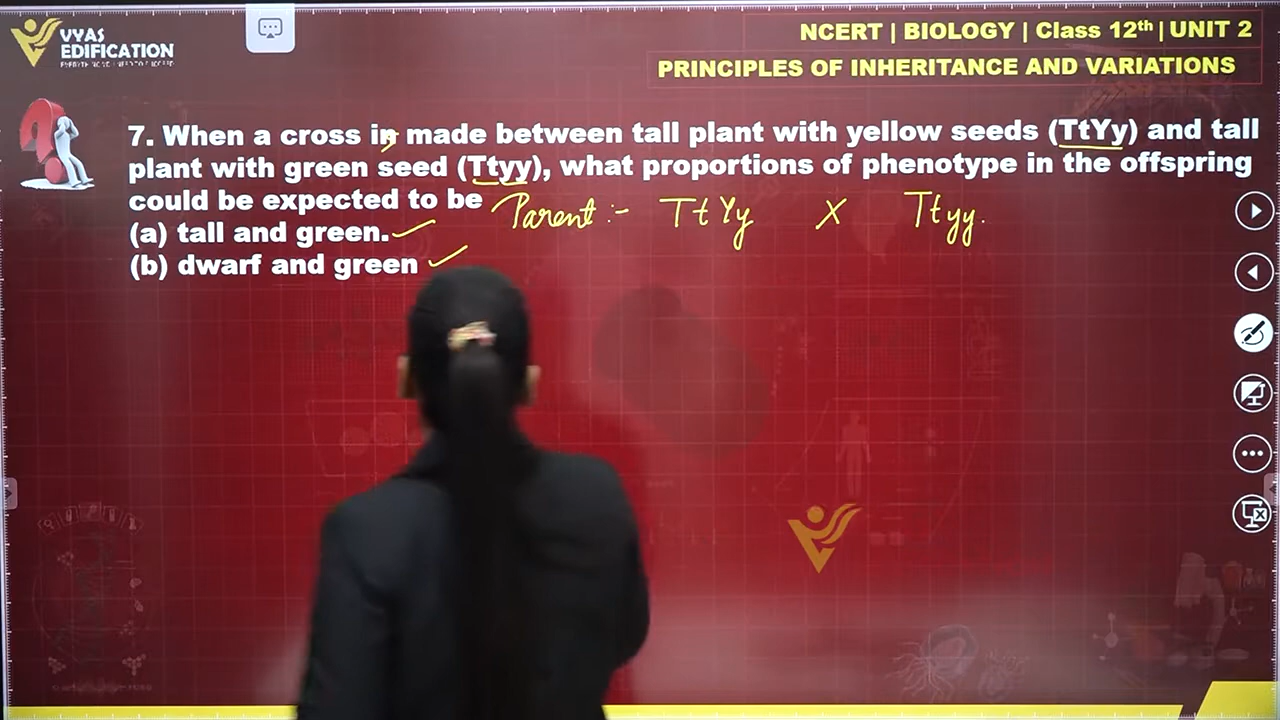 VYAS
EDIFICATION
NCERT | BIOLOGY | Class 12th | UNIT 2
PRINCIPLES OF INHERITANCE AND VARIATIONS
7. When a cross in made between tall plant with yellow seeds (TtYy) and tall
plant with green seed (Ttyy), what proportions of phenotype in the offspring
could be expected to be
Parent :- TtYy X Ttyy.
(a) tall and green.
(b) dwarf and green